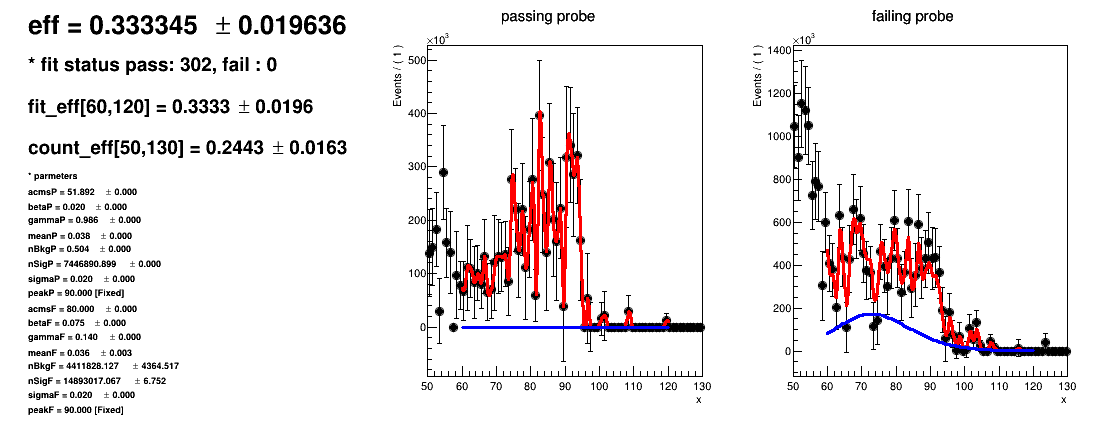 eff = 0.333345 ± 0.019636
* fit status pass: 302, fail : 0
fit_eff[60,120] = 0.3333 ± 0.0196
count_eff[50,130] = 0.2443 ± 0.0163
* parmeters
acmsP = 51.892 ± 0.000
betaP = 0.020 ± 0.000
gammaP = 0.986 ± 0.000
meanP = 0.038 ± 0.000
nBkgP = 0.504 ± 0.000
nSigP = 7446890.899 ± 0.000
sigmaP = 0.020 ± 0.000
peakP = 90.000 [Fixed]
acmsF = 80.000 ± 0.000
betaF = 0.075 ± 0.000
gammaF = 0.140 ± 0.000
meanF = 0.036 ± 0.003
nBkgF = 4411828.127 ± 4364.517
nSigF = 14893017.067 ± 6.752
sigmaF = 0.020 ± 0.000
peakF = 90.000 [Fixed]
passing probe
×10³
Events / ( 1 )
500
400
300
200
100
0
50 60 70 80 90 100 110 120 130
x
failing probe
×10³
Events / ( 1 )
1400
1200
1000
800
600
400
200
0
50 60 70 80 90 100 110 120 130
x